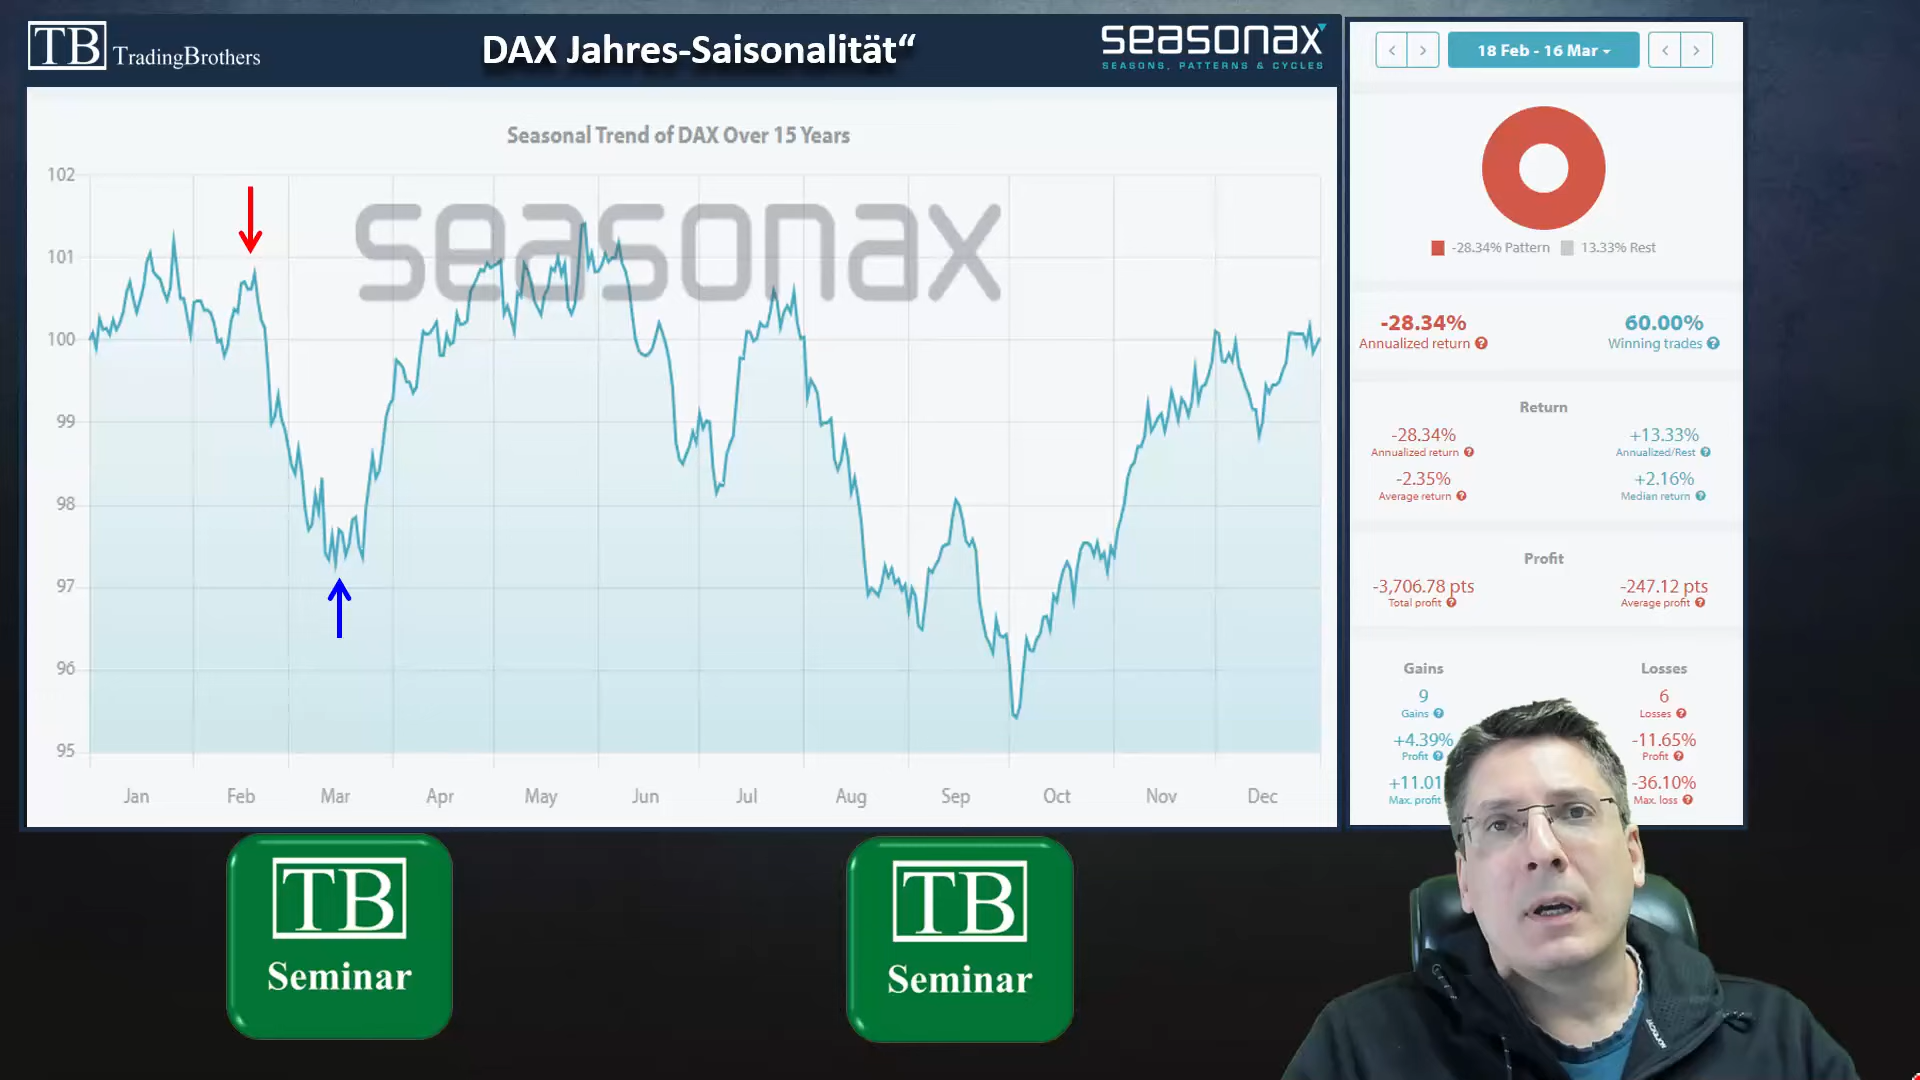 TB TradingBrothers
DAX Jahres-Saisonalität“
seasonax
SEASONS, PATTERNS & CYCLES
Seasonal Trend of DAX Over 15 Years
seasonax
102
101
100
99
98
97
96
95
Jan Feb Mar Apr May Jun Jul Aug Sep Oct Nov Dec
18 Feb - 16 Mar
-28.34% Pattern 13.33% Rest
-28.34% 60.00%
Annualized return Winning trades
Return
-28.34% +13.33%
Annualized return Annualized/Rest
-2.35% +2.16%
Average return Median return
Profit
-3,706.78 pts -247.12 pts
Total profit Average profit
Gains Losses
9 6
Gains Losses
+4.39% -11.65%
Profit Profit
+11.01 -36.10%
Max. profit Max. loss
TB
Seminar
TB
Seminar